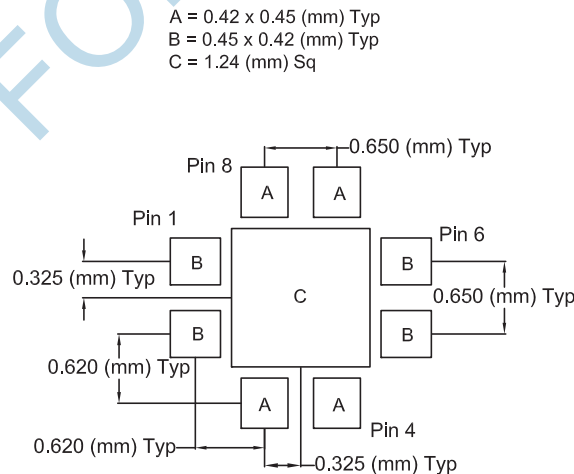 A = 0.42 x 0.45 (mm) Typ
B = 0.45 x 0.42 (mm) Typ
C = 1.24 (mm) Sq
FO
0.650 (mm) Typ
Pin 8
A
A
Pin 1
Pin 6
B
B
0.325 (mm) Typ
C
0.650 (mm) Typ
B
B
0.620 (mm) Typ
A
A
Pin 4
0.620 (mm) Typ
0.325 (mm) Typ